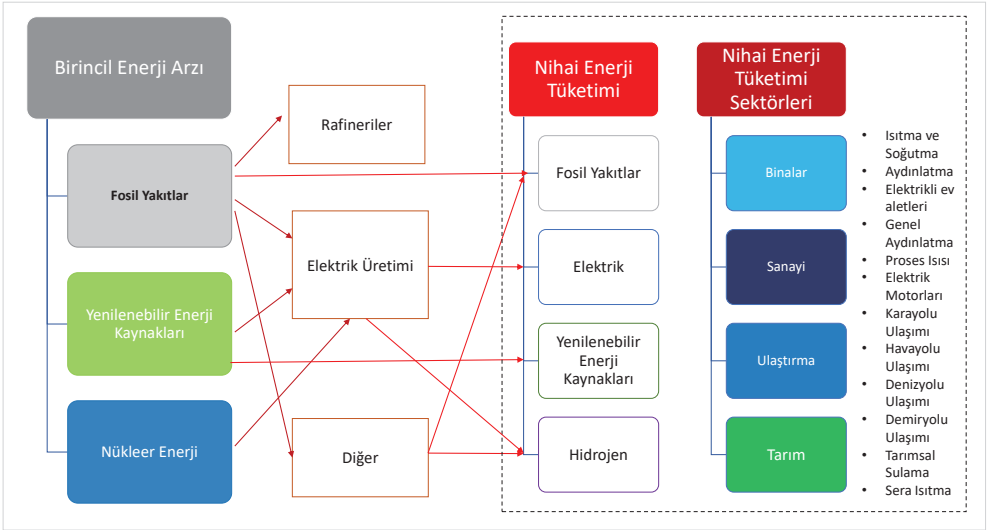 Birincil Enerji Arzı
Fosil Yakıtlar
Yenilenebilir Enerji
Kaynakları
Nükleer Enerji
Rafineriler
Elektrik Üretimi
Diğer
Nihai Enerji
Tüketimi
Fosil Yakıtlar
Elektrik
Yenilenebilir
Enerji
Kaynakları
Hidrojen
Nihai Enerji
Tüketimi
Sektörleri
Binalar
Sanayi
Ulaştırma
Tarım
• Isıtma ve
Soğutma
• Aydınlatma
• Elektrikli ev
aletleri
• Genel
Aydınlatma
• Proses Isısı
• Elektrik
Motorları
• Karayolu
Ulaşımı
• Havayolu
Ulaşımı
• Denizyolu
Ulaşımı
• Demiryolu
Ulaşımı
• Tarımsal
Sulama
• Sera Isıtma